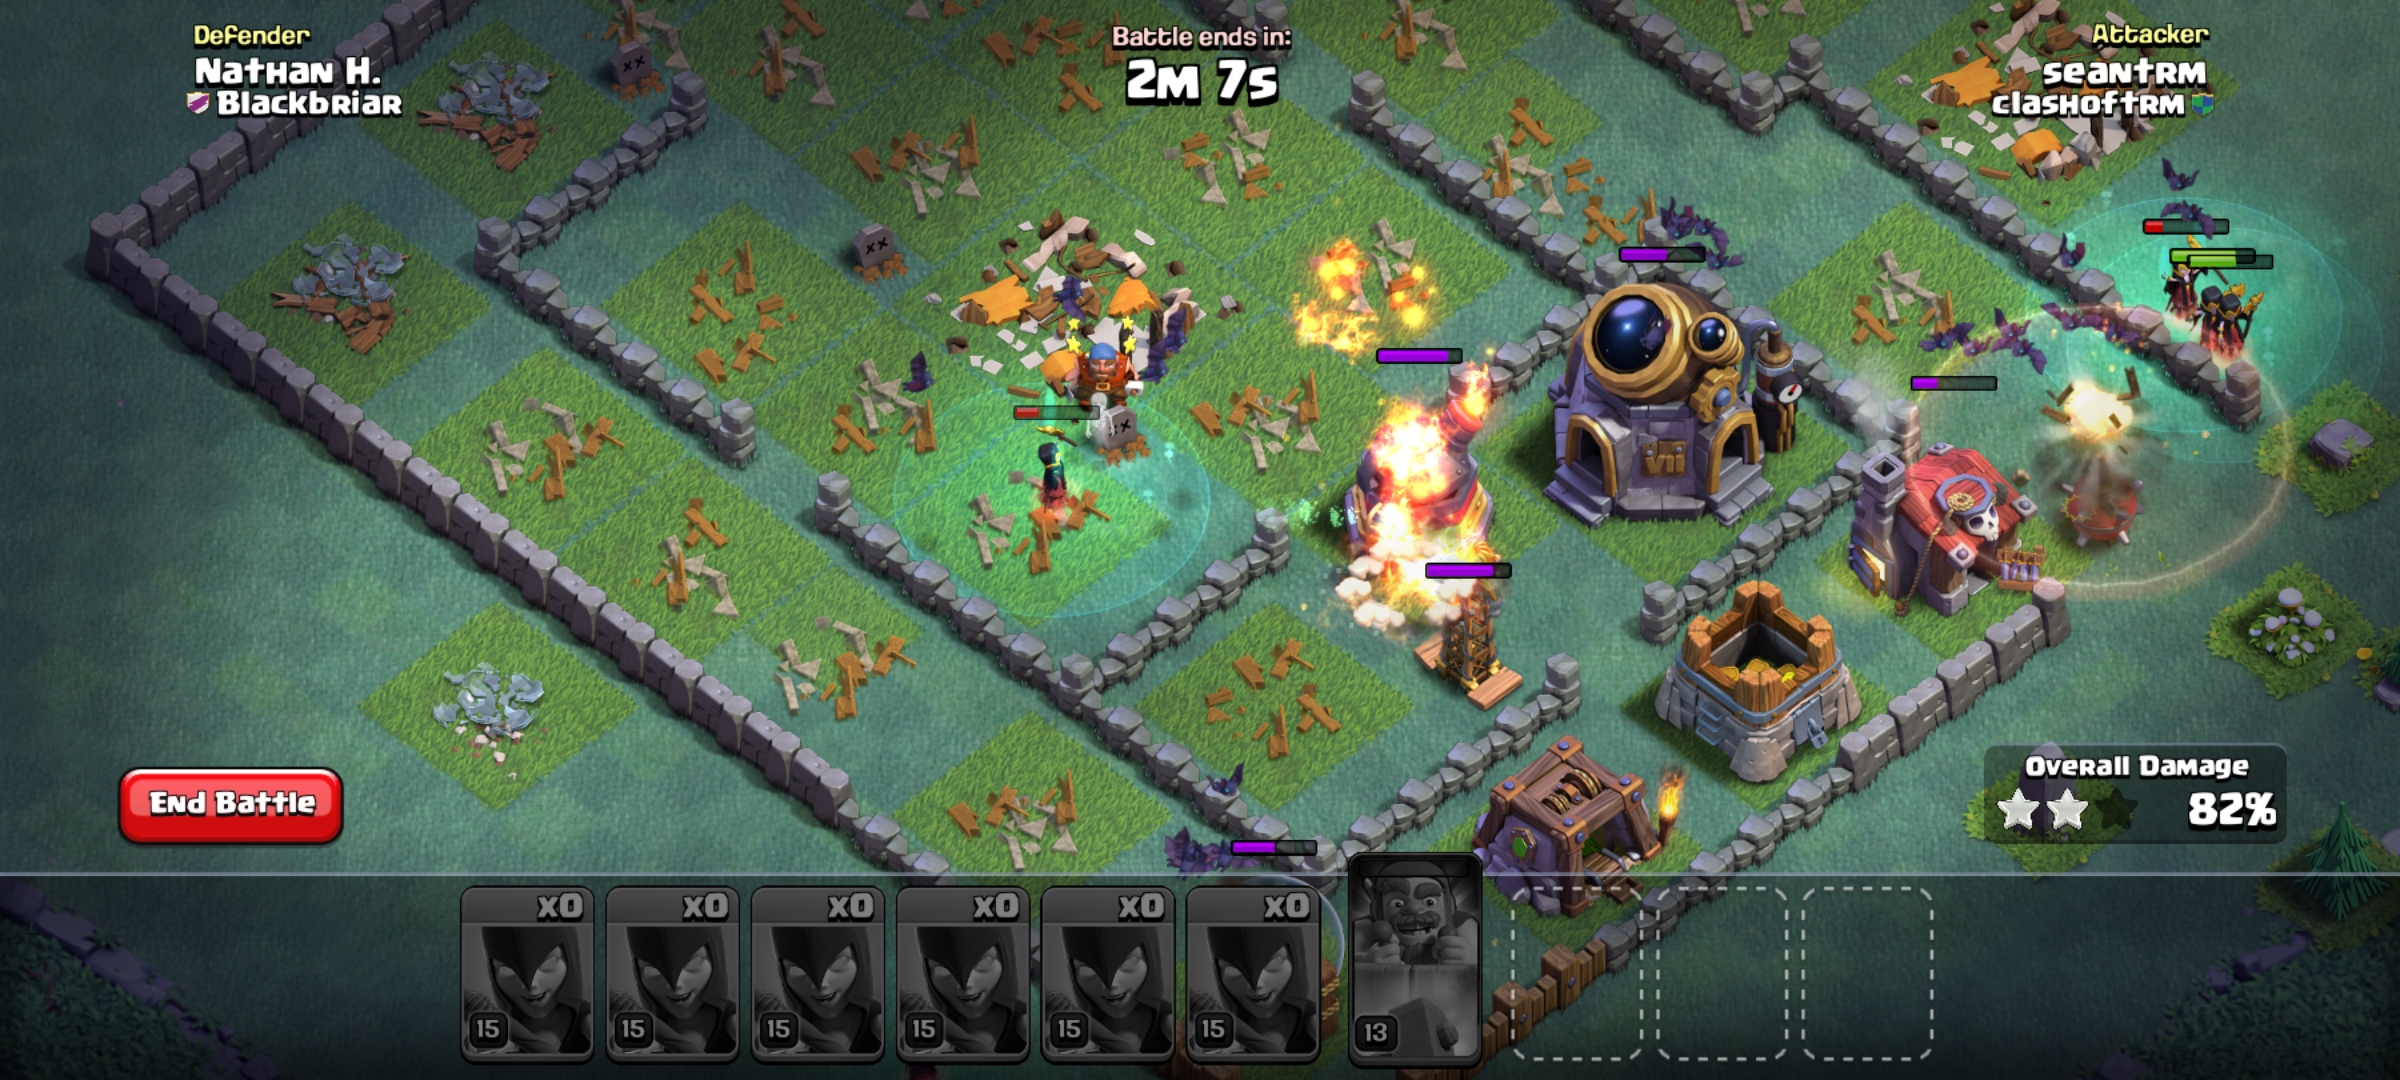 Defender
Nathan H.
Blackbriar
Battle ends in:
2M 7s
Attacker
seantrm
clashoftrm
VII
End Battle
Overall Damage
82%
x0
x0
x0
x0
x0
x0
15
15
15
15
15
15
13